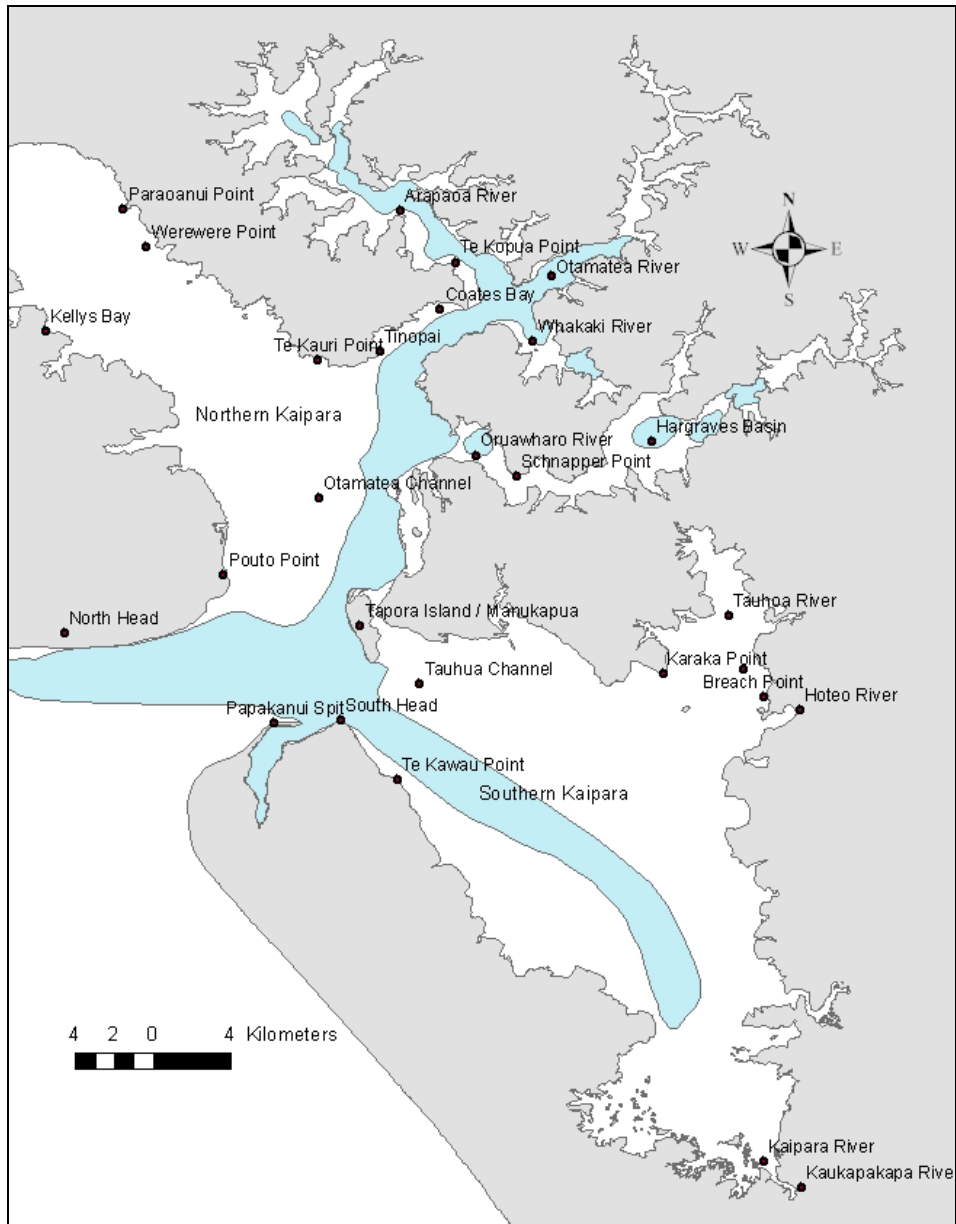 Paraoanui Point
Arapaoa River
N
Werewere Point
Te Kopua Point
W
E
Otamatea River
S
Coates Bay
Kellys Bay
Whakaki River
Tinopai
Te Kauri Point
Northern Kaipara
Hargraves Basin
Oruawharo River
Schnapper Point
Otamatea Channel
Pouto Point
Tauhoa River
North Head
Tapora Island / Manukapua
Karaka Point
Tauhua Channel
Breach Point
Hoteo River
Papakanui Spit
South Head
Te Kawau Point
Southern Kaipara
4 2 0 4 Kilometers
Kaipara River
Kaukapakapa Rive